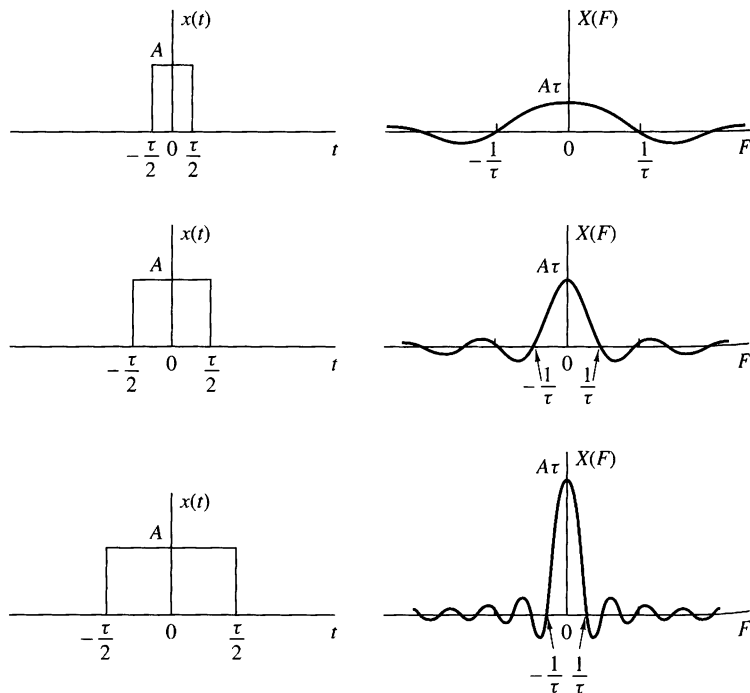 x(t)
X(F)
A
Aτ
−τ/2 0 τ/2 t
−1/τ 0 1/τ F
x(t)
X(F)
A
Aτ
−τ/2 0 τ/2 t
0 F
−1/τ 1/τ
x(t)
X(F)
A
Aτ
−τ/2 0 τ/2 t
0 F
−1/τ 1/τ